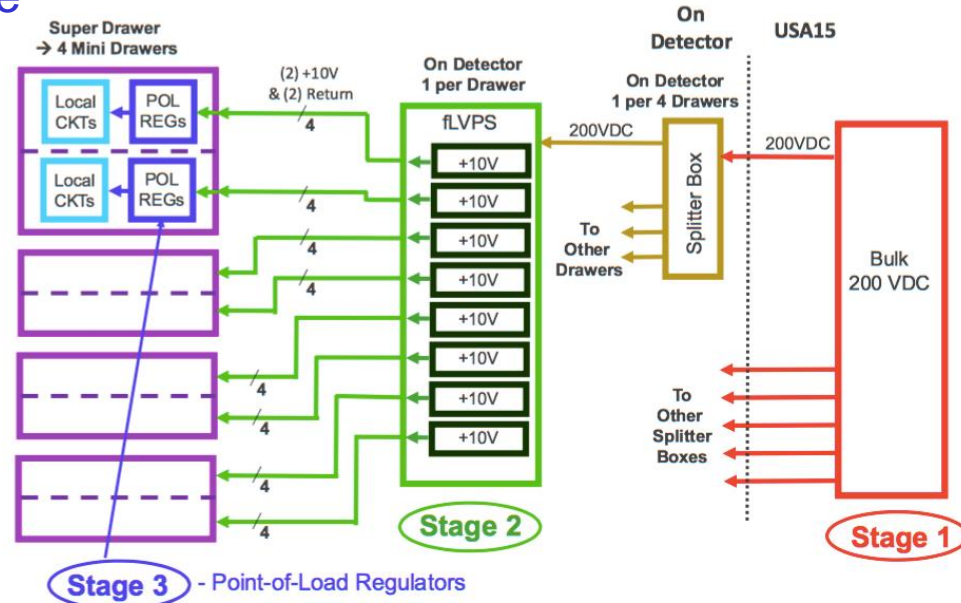 e
Super Drawer
→ 4 Mini Drawers
(2) +10V
& (2) Return
4
On Detector
1 per Drawer
On
Detector
USA15
On Detector
1 per 4 Drawers
Local
CKTs
POL
REGs
Local
CKTs
POL
REGs
4
4
4
4
4
4
4
fLVPS
+10V
+10V
+10V
+10V
+10V
+10V
+10V
+10V
200VDC
Splitter Box
To
Other
Drawers
200VDC
Bulk
200 VDC
To
Other
Splitter
Boxes
Stage 2
Stage 1
Stage 3 - Point-of-Load Regulators